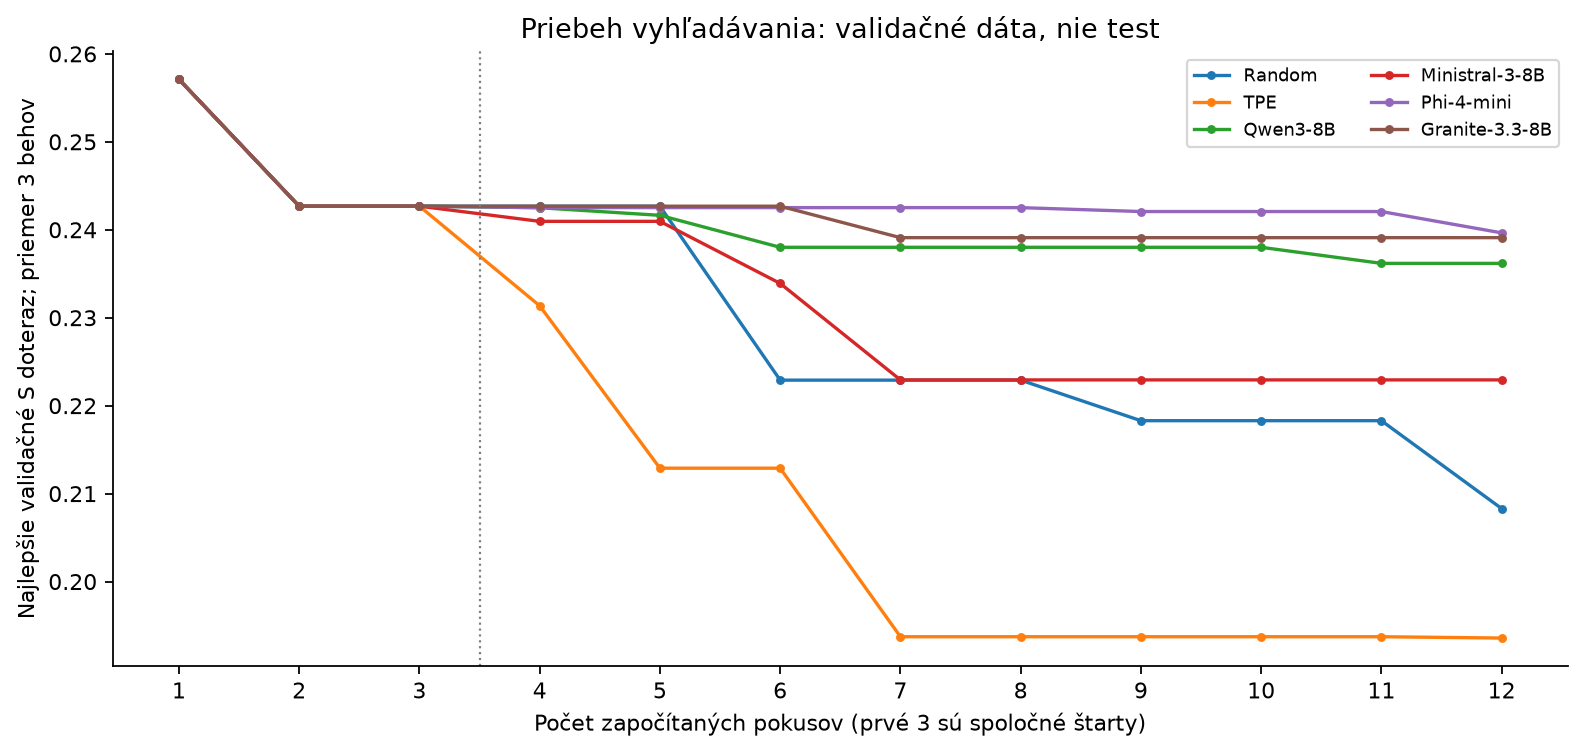 Priebeh vyhľadávania: validačné dáta, nie test
Najlepšie validačné S doteraz; priemer 3 behov
0.26
0.25
0.24
0.23
0.22
0.21
0.20
Random
TPE
Qwen3-8B
Ministral-3-8B
Phi-4-mini
Granite-3.3-8B
1 2 3 4 5 6 7 8 9 10 11 12
Počet započítaných pokusov (prvé 3 sú spoločné štarty)